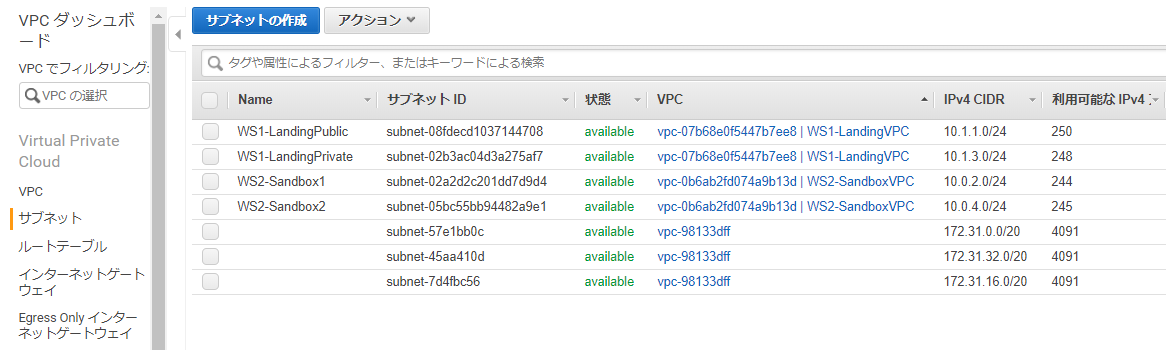 VPC ダッシュボ
ード
VPC でフィルタリング:
VPC の選択
Virtual Private
Cloud
VPC
サブネット
ルートテーブル
インターネットゲート
ウェイ
Egress Only インター
ネットゲートウェイ
サブネットの作成 アクション
タグや属性によるフィルター、またはキーワードによる検索
Name サブネット ID 状態 VPC IPv4 CIDR 利用可能な IPv4
WS1-LandingPublic subnet-08fdecd1037144708 available vpc-07b68e0f5447b7ee8 | WS1-LandingVPC 10.1.1.0/24 250
WS1-LandingPrivate subnet-02b3ac04d3a275af7 available vpc-07b68e0f5447b7ee8 | WS1-LandingVPC 10.1.3.0/24 248
WS2-Sandbox1 subnet-02a2d2c201dd7d9d4 available vpc-0b6ab2fd074a9b13d | WS2-SandboxVPC 10.0.2.0/24 244
WS2-Sandbox2 subnet-05bc55bb94482a9e1 available vpc-0b6ab2fd074a9b13d | WS2-SandboxVPC 10.0.4.0/24 245
subnet-57e1bb0c available vpc-98133dff 172.31.0.0/20 4091
subnet-45aa410d available vpc-98133dff 172.31.32.0/20 4091
subnet-7d4fbc56 available vpc-98133dff 172.31.16.0/20 4091